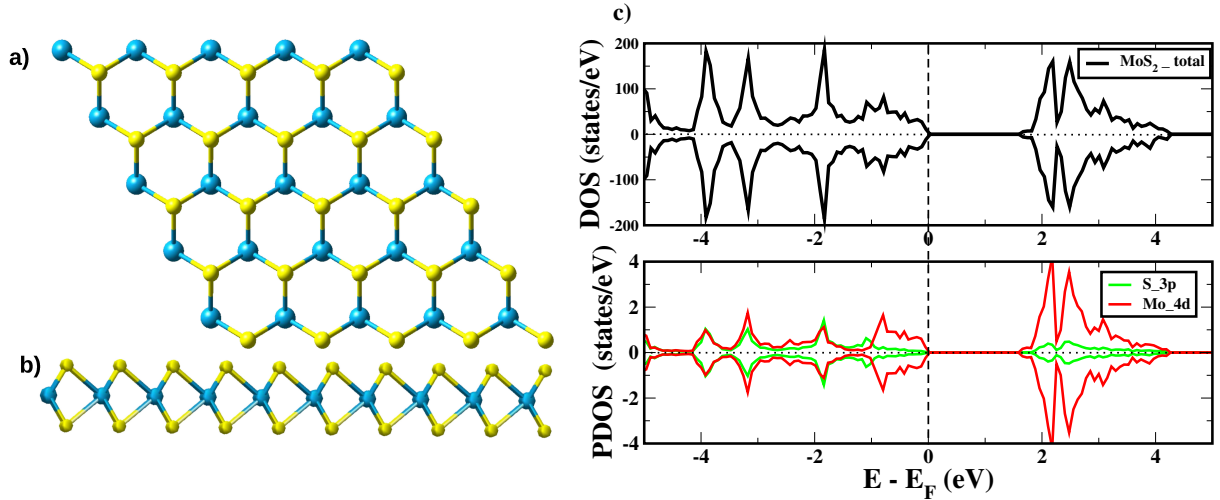 a)
b)
c)
DOS (states/eV)
200
100
0
-100
-200
MoS2 – total
-4
-2
0
2
4
PDOS (states/eV)
4
2
0
-2
-4
S_3p
Mo_4d
-4
-2
0
2
4
E - EF (eV)